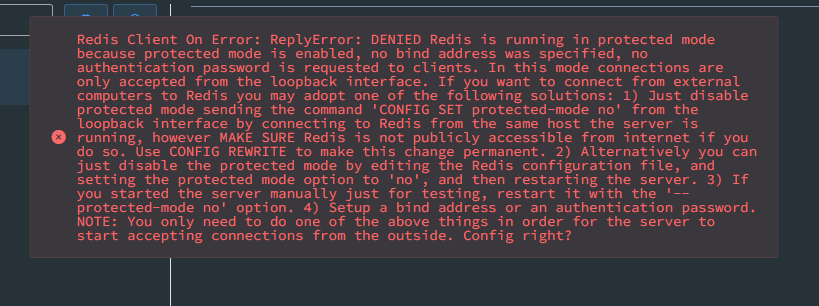 Redis Client On Error: ReplyError: DENIED Redis is running in protected mode
because protected mode is enabled, no bind address was specified, no
authentication password is requested to clients. In this mode connections are
only accepted from the loopback interface. If you want to connect from external
computers to Redis you may adopt one of the following solutions: 1) Just disable
protected mode sending the command 'CONFIG SET protected-mode no' from the
loopback interface by connecting to Redis from the same host the server is
running, however MAKE SURE Redis is not publicly accessible from internet if you
do so. Use CONFIG REWRITE to make this change permanent. 2) Alternatively you can
just disable the protected mode by editing the Redis configuration file, and
setting the protected mode option to 'no', and then restarting the server. 3) If
you started the server manually just for testing, restart it with the '--
protected-mode no' option. 4) Setup a bind address or an authentication password.
NOTE: You only need to do one of the above things in order for the server to
start accepting connections from the outside. Config right?